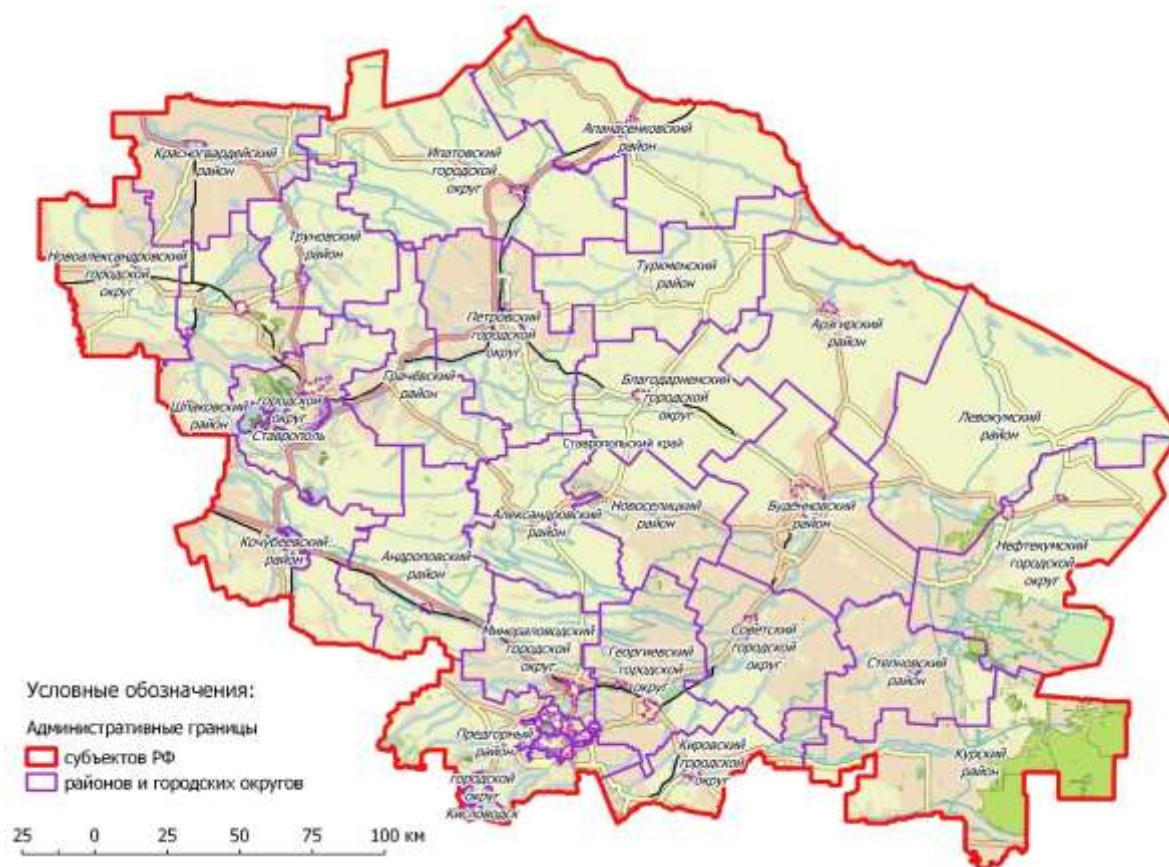 Апанасенковский
район
Красногвардейский
район
Ипатовский
городской
округ
Труновский
район
Новоалександровский
городской
округ
Туркменский
район
Арзгирский
район
Петровский
городской
округ
Грачёвский
район
Благодарненский
городской
округ
Шпаковский
район
городской
округ
Ставрополь
Левокумский
район
Ставропольский край
Александровский
район
Новоселицкий
район
Будённовский
район
Кочубеевский
район
Андроповский
район
Нефтекумский
городской
округ
Минераловодский
городской
округ
Георгиевский
городской
округ
Советский
городской
округ
Степновский
район
Предгорный
район
Кировский
городской
округ
Курский
район
городской
округ
Кисловодск
Условные обозначения:
Административные границы
субъектов РФ
районов и городских округов
25 0 25 50 75 100 км